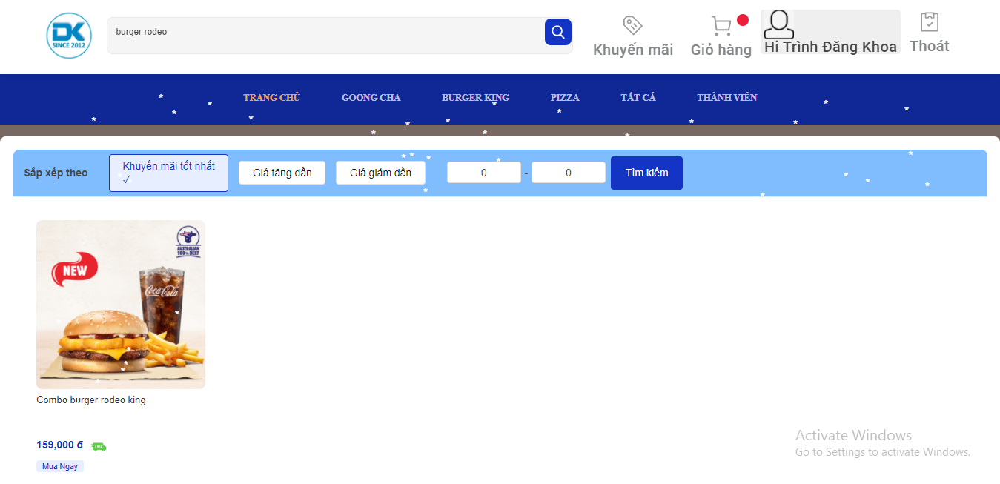 DK
SINCE 2012
burger rodeo
Khuyến mãi
Giỏ hàng
Hi Trình Đăng Khoa
Thoát
TRANG CHỦ
GOONG CHA
BURGER KING
PIZZA
TẤT CẢ
THÀNH VIÊN
Sắp xếp theo
Khuyến mãi tốt nhất
✓
Giá tăng dần
Giá giảm dần
0 - 0
Tìm kiếm
AUSTRALIAN
100% BEEF
NEW
Coca-Cola
Combo burger rodeo king
159,000 đ
FREE
Mua Ngay
Activate Windows
Go to Settings to activate Windows.